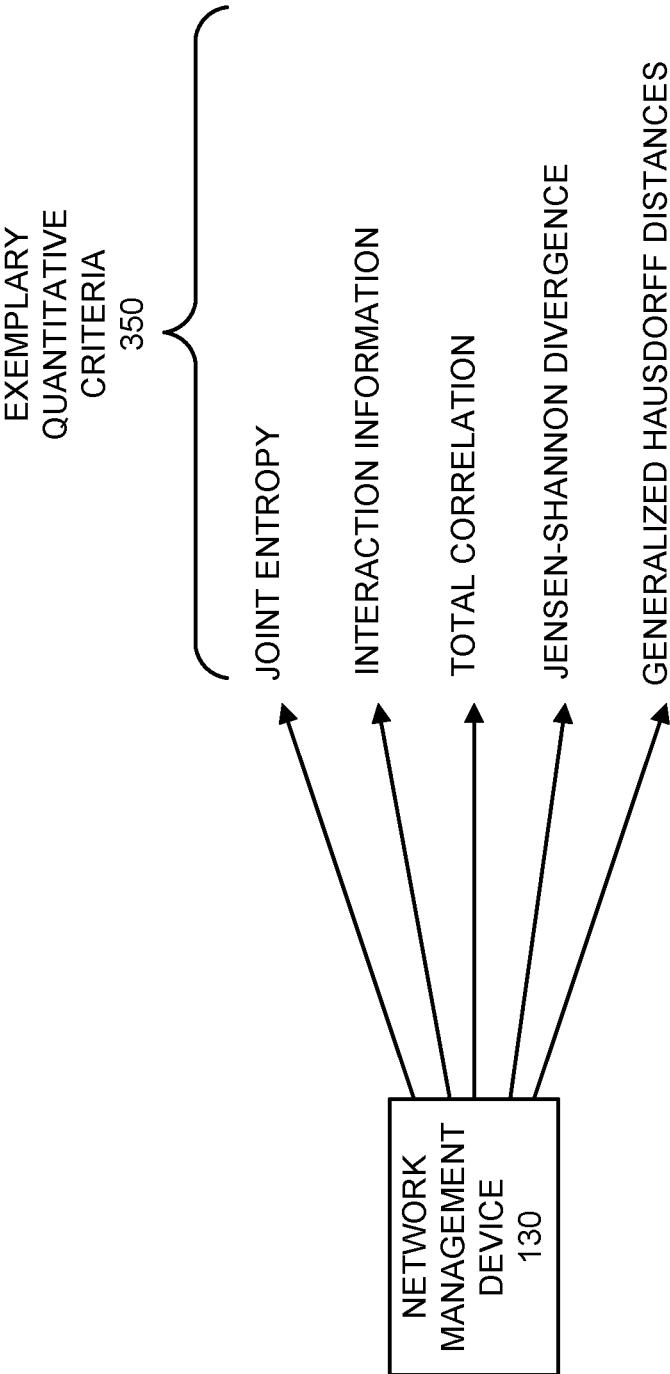 EXEMPLARY
QUANTITATIVE
CRITERIA
350
JOINT ENTROPY
INTERACTION INFORMATION
TOTAL CORRELATION
JENSEN-SHANNON DIVERGENCE
GENERALIZED HAUSDORFF DISTANCES
NETWORK
MANAGEMENT
DEVICE
130